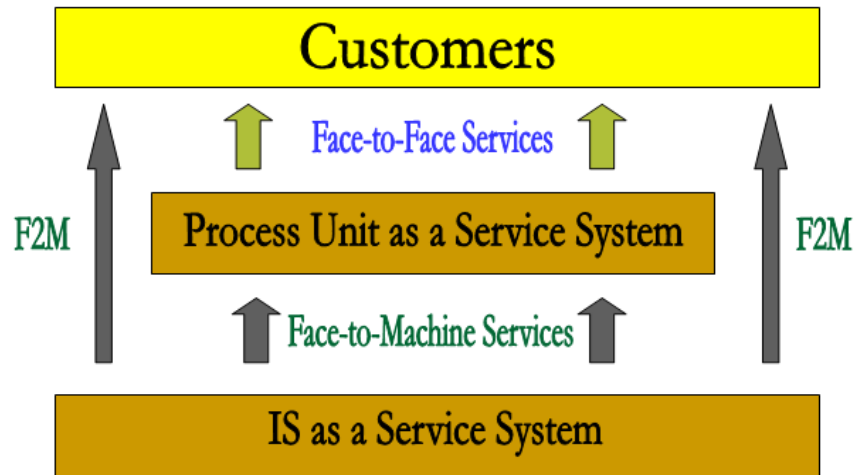 Customers
Face-to-Face Services
F2M
Process Unit as a Service System
F2M
Face-to-Machine Services
IS as a Service System